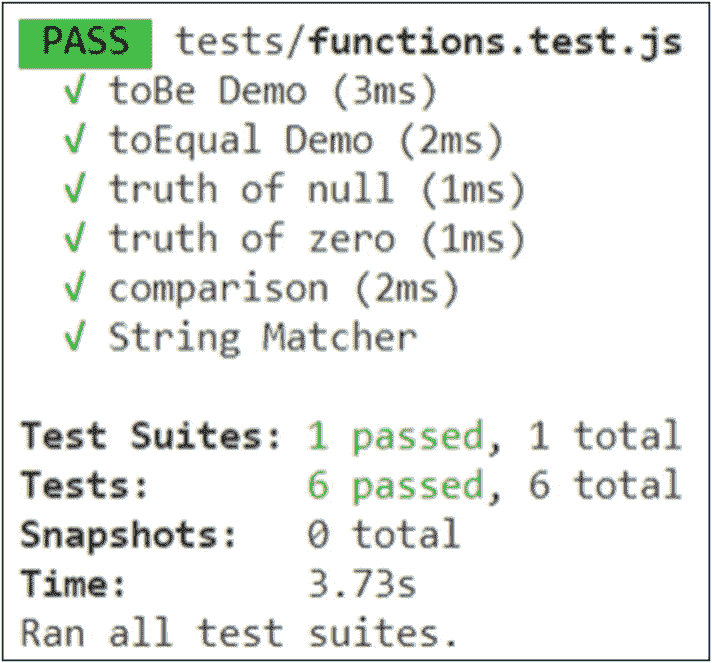 PASS tests/functions.test.js
√ toBe Demo (3ms)
√ toEqual Demo (2ms)
√ truth of null (1ms)
√ truth of zero (1ms)
√ comparison (2ms)
√ String Matcher
Test Suites: 1 passed, 1 total
Tests: 6 passed, 6 total
Snapshots: 0 total
Time: 3.73s
Ran all test suites.